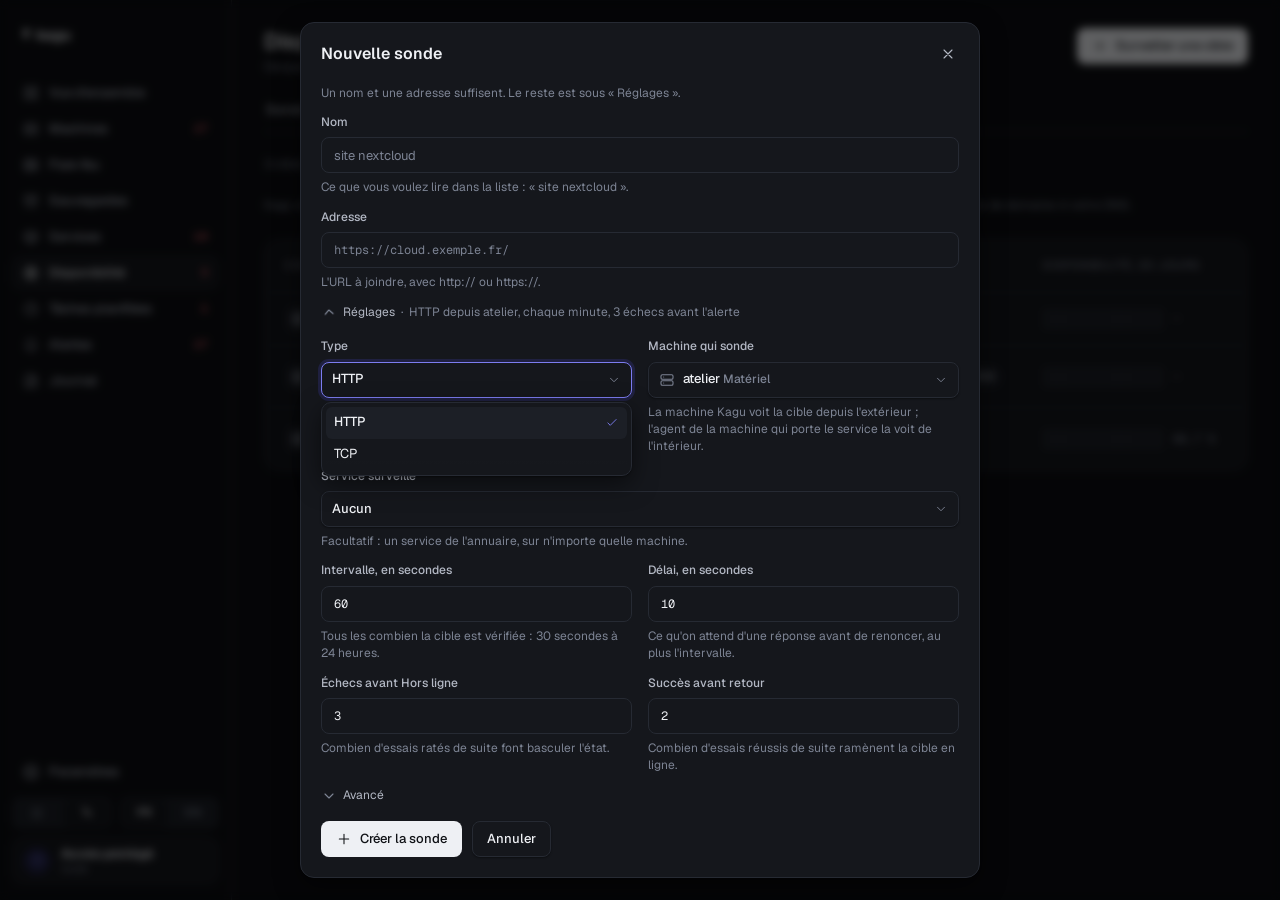 Nouvelle sonde
Un nom et une adresse suffisent. Le reste est sous « Réglages ».
Nom
site nextcloud
Ce que vous voulez lire dans la liste : « site nextcloud ».
Adresse
https://cloud.exemple.fr/
L'URL à joindre, avec http:// ou https://.
Réglages · HTTP depuis atelier, chaque minute, 3 échecs avant l'alerte
Type
Machine qui sonde
HTTP
atelier Matériel
HTTP
TCP
La machine Kagu voit la cible depuis l'extérieur ;
l'agent de la machine qui porte le service la voit de
l'intérieur.
Service surveillé
Aucun
Facultatif : un service de l'annuaire, sur n'importe quelle machine.
Intervalle, en secondes
Délai, en secondes
60
10
Tous les combien la cible est vérifiée : 30 secondes à
24 heures.
Ce qu'on attend d'une réponse avant de renoncer, au
plus l'intervalle.
Échecs avant Hors ligne
Succès avant retour
3
2
Combien d'essais ratés de suite font basculer l'état.
Combien d'essais réussis de suite ramènent la cible en
ligne.
Avancé
Créer la sonde
Annuler